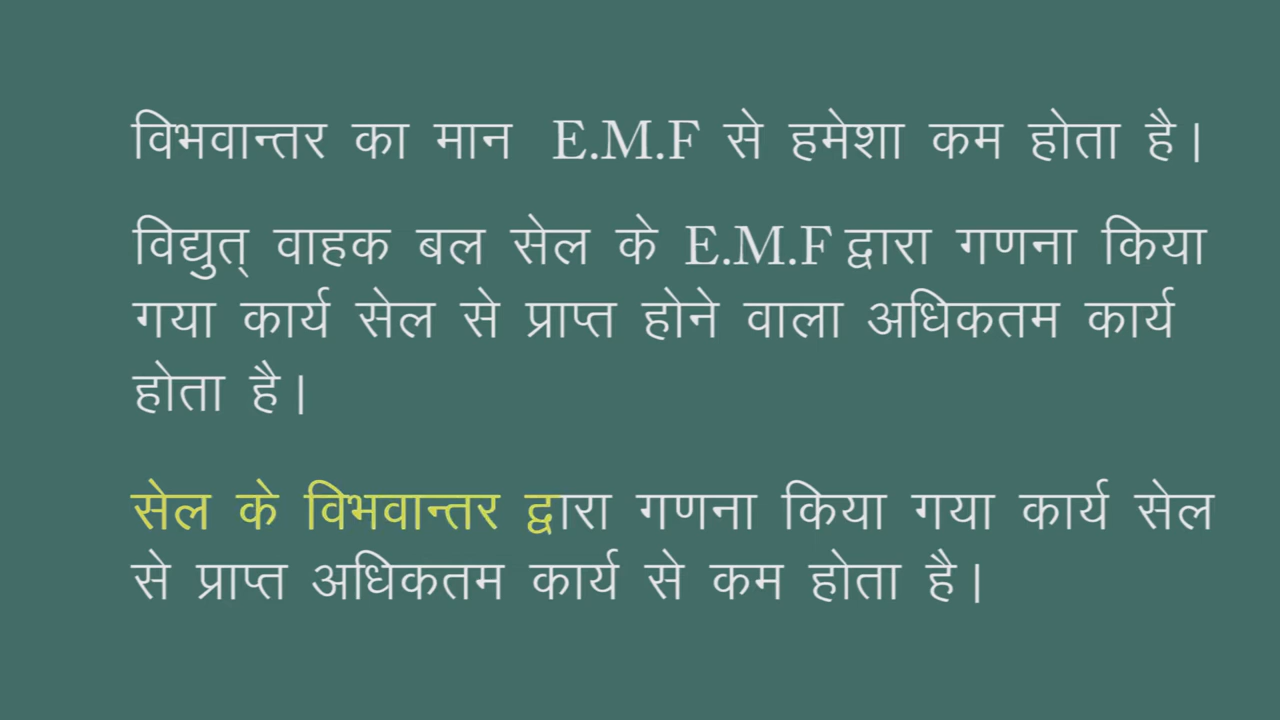 विभवान्तर का मान E.M.F से हमेशा कम होता है।
विद्युत् वाहक बल सेल के E.M.F द्वारा गणना किया
गया कार्य सेल से प्राप्त होने वाला अधिकतम कार्य
होता है।
सेल के विभवान्तर द्वारा गणना किया गया कार्य सेल
से प्राप्त अधिकतम कार्य से कम होता है।